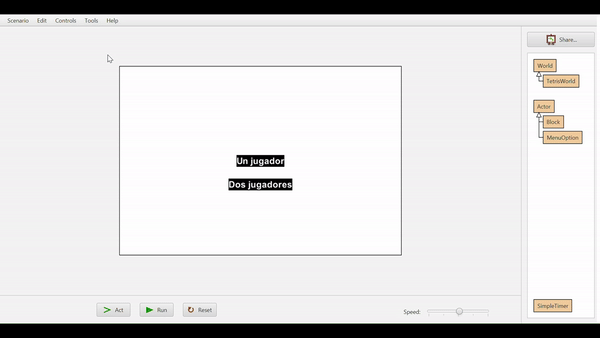 Scenario Edit Controls Tools Help
Share...
World
TetrisWorld
Actor
Block
MenuOption
Un jugador
Dos jugadores
SimpleTimer
Act Run Reset Speed: